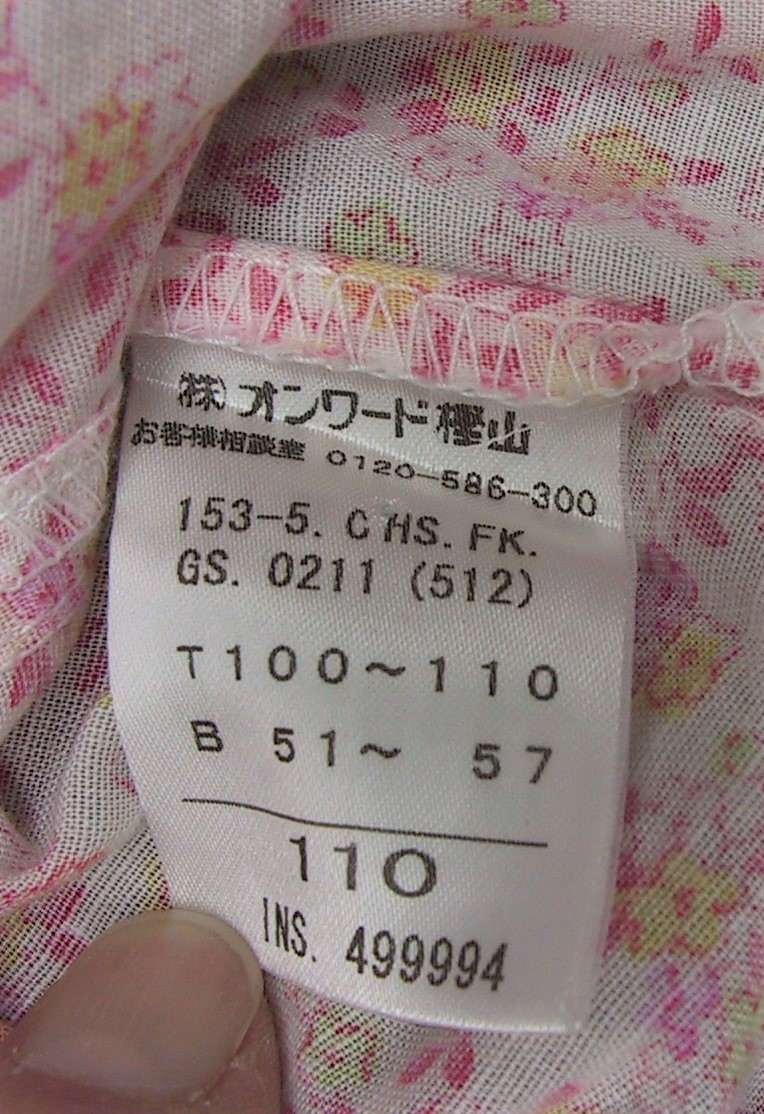 (株)オンワード樫山
お客様相談室 0120-586-300
153-5. C HS. FK.
GS. 0211 (512)
T100~110
B 51~ 57
110
INS. 499994